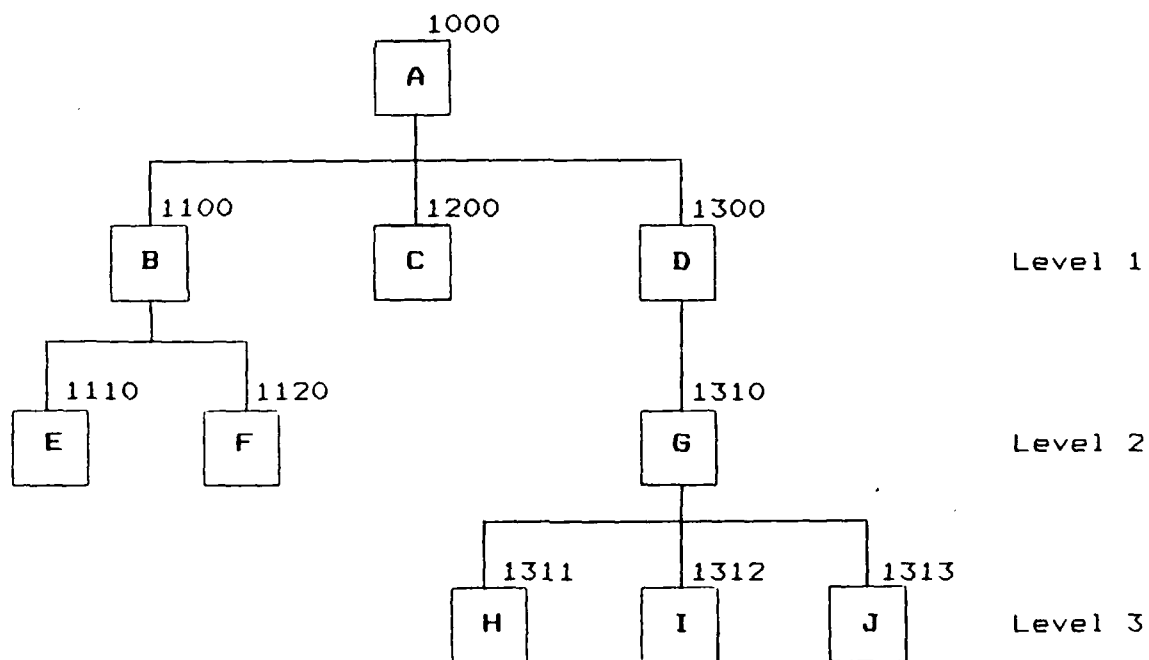 1000
A
1100 1200 1300
B C D Level 1
1110 1120 1310
E F G Level 2
1311 1312 1313
H I J Level 3